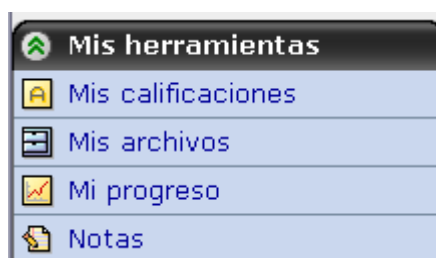 Mis herramientas
Mis calificaciones
Mis archivos
Mi progreso
Notas